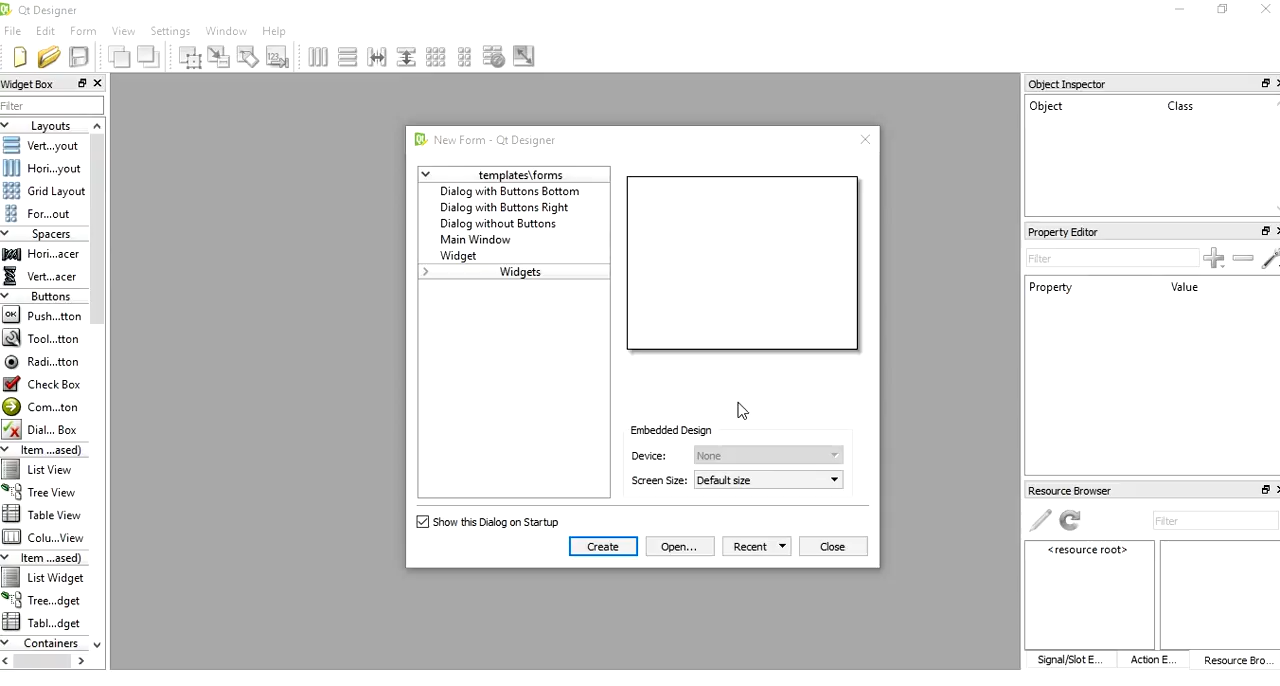 Qt Designer
File Edit Form View Settings Window Help
Widget Box
Filter
Layouts
Vert...yout
Hori...yout
Grid Layout
For...out
Spacers
Hori...acer
Vert...acer
Buttons
Push...tton
Tool...tton
Radi...tton
Check Box
Com...ton
Dial... Box
Item ...ased)
List View
Tree View
Table View
Colu...View
Item ...ased)
List Widget
Tree...dget
Tabl...dget
Containers
New Form - Qt Designer
templates\forms
Dialog with Buttons Bottom
Dialog with Buttons Right
Dialog without Buttons
Main Window
Widget
Widgets
Embedded Design
Device: None
Screen Size: Default size
Show this Dialog on Startup
Create Open... Recent Close
Object Inspector
Object Class
Property Editor
Filter
Property Value
Resource Browser
Filter
<resource root>
Signal/Slot E... Action E... Resource Bro...